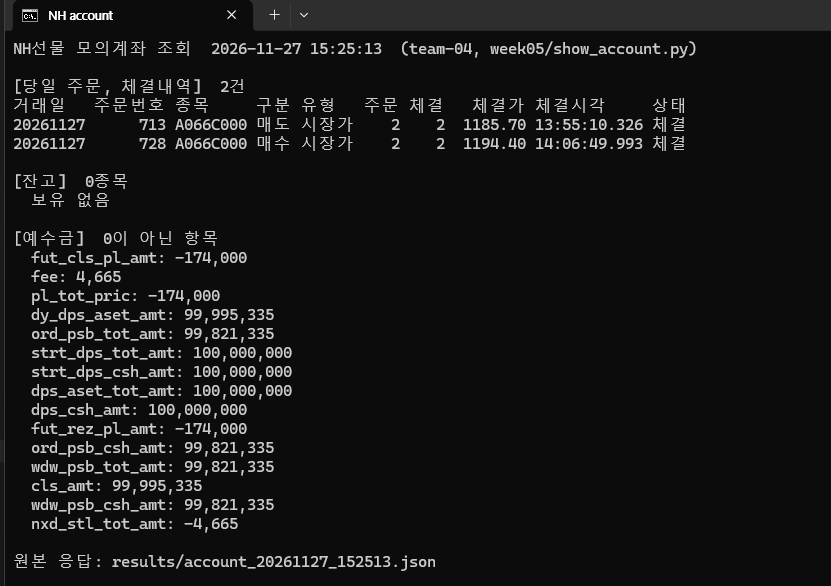 NH account
NH선물 모의계좌 조회  2026-11-27 15:25:13  (team-04, week05/show_account.py)
[당일 주문, 체결내역]  2건
거래일   주문번호 종목     구분 유형   주문 체결   체결가 체결시각     상태
20261127      713 A066C000 매도 시장가    2    2  1185.70 13:55:10.326 체결
20261127      728 A066C000 매수 시장가    2    2  1194.40 14:06:49.993 체결
[잔고]  0종목
보유 없음
[예수금]  0이 아닌 항목
fut_cls_pl_amt: -174,000
fee: 4,665
pl_tot_pric: -174,000
dy_dps_aset_amt: 99,995,335
ord_psb_tot_amt: 99,821,335
strt_dps_tot_amt: 100,000,000
strt_dps_csh_amt: 100,000,000
dps_aset_tot_amt: 100,000,000
dps_csh_amt: 100,000,000
fut_rez_pl_amt: -174,000
ord_psb_csh_amt: 99,821,335
wdw_psb_tot_amt: 99,821,335
cls_amt: 99,995,335
wdw_psb_csh_amt: 99,821,335
nxd_stl_tot_amt: -4,665
원본 응답: results/account_20261127_152513.json